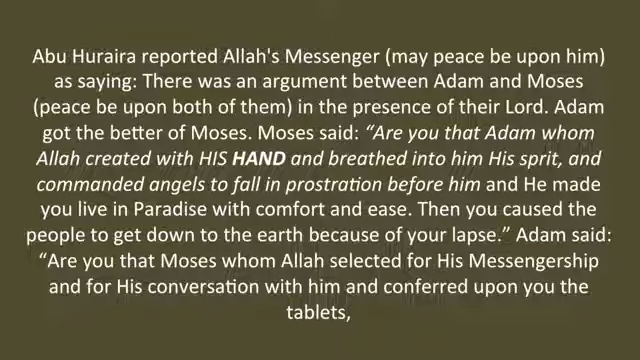 Abu Huraira reported Allah's Messenger (may peace be upon him)
as saying: There was an argument between Adam and Moses
(peace be upon both of them) in the presence of their Lord. Adam
got the better of Moses. Moses said: “Are you that Adam whom
Allah created with HIS HAND and breathed into him His sprit, and
commanded angels to fall in prostration before him and He made
you live in Paradise with comfort and ease. Then you caused the
people to get down to the earth because of your lapse.” Adam said:
“Are you that Moses whom Allah selected for His Messengership
and for His conversation with him and conferred upon you the
tablets,